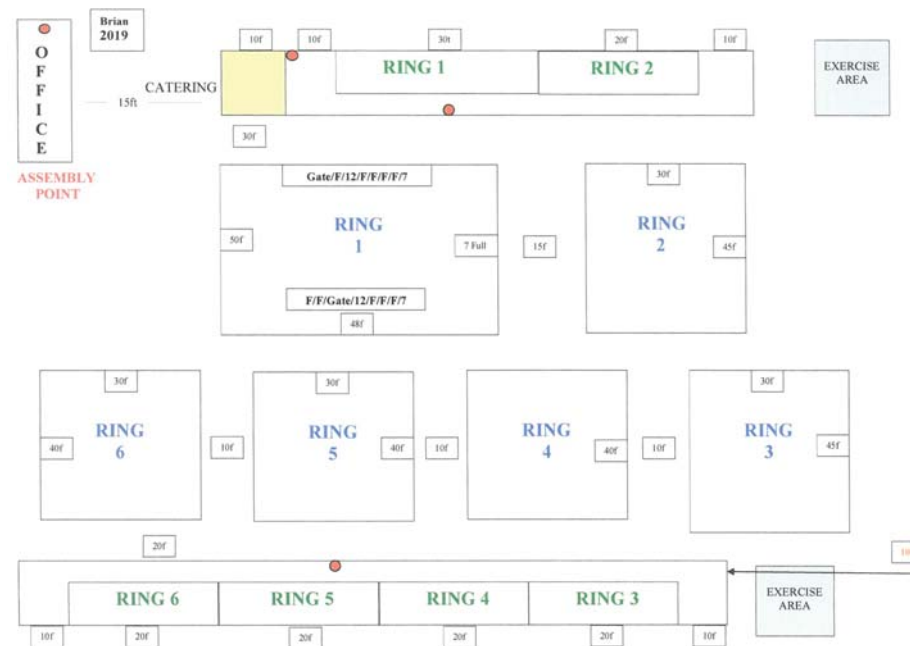 Brian
2019
OFFICE
ASSEMBLY
POINT
15ft
CATERING
10f
10f
30t
20f
10f
RING 1
RING 2
30f
EXERCISE
AREA
Gate/F/12/F/F/F/F/7
RING
1
50f
7 Full
F/F/Gate/12/F/F/F/7
48f
15f
30f
RING
2
45f
30f
RING
6
40f
10f
30f
RING
5
40f
10f
RING
4
40f
10f
30f
RING
3
45f
20f
RING 6
RING 5
RING 4
RING 3
10f
20f
20f
20f
20f
10f
EXERCISE
AREA